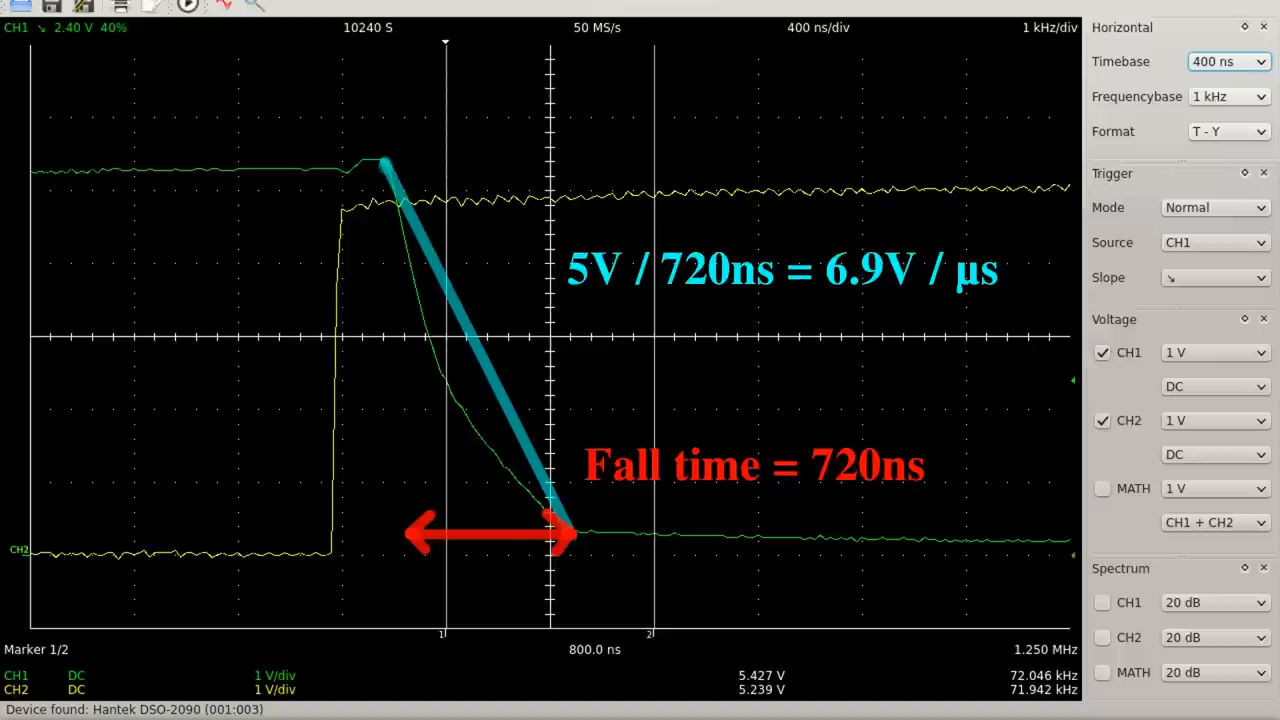 CH1 ↘ 2.40 V 40% 10240 S 50 MS/s 400 ns/div 1 kHz/div
Horizontal
Timebase 400 ns
Frequencybase 1 kHz
Format T - Y
Trigger
Mode Normal
Source CH1
Slope ↘
5V / 720ns = 6.9V / µs
Voltage
CH1 1 V
DC
CH2 1 V
DC
Fall time = 720ns
MATH 1 V
CH1 + CH2
CH2
Spectrum
CH1 20 dB
CH2 20 dB
MATH 20 dB
1 2
Marker 1/2 800.0 ns 1.250 MHz
CH1 DC 1 V/div 5.427 V 72.046 kHz
CH2 DC 1 V/div 5.239 V 71.942 kHz
Device found: Hantek DSO-2090 (001:003)